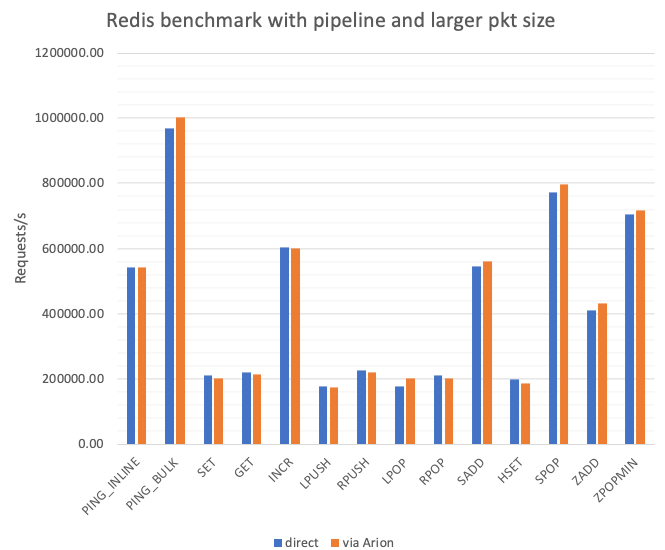 Redis benchmark with pipeline and larger pkt size
1200000.00
1000000.00
800000.00
600000.00
400000.00
200000.00
0.00
Requests/s
PING_INLINE
PING_BULK
SET
GET
INCR
LPUSH
RPUSH
LPOP
RPOP
SADD
HSET
SPOP
ZADD
ZPOPMIN
direct
via Arion